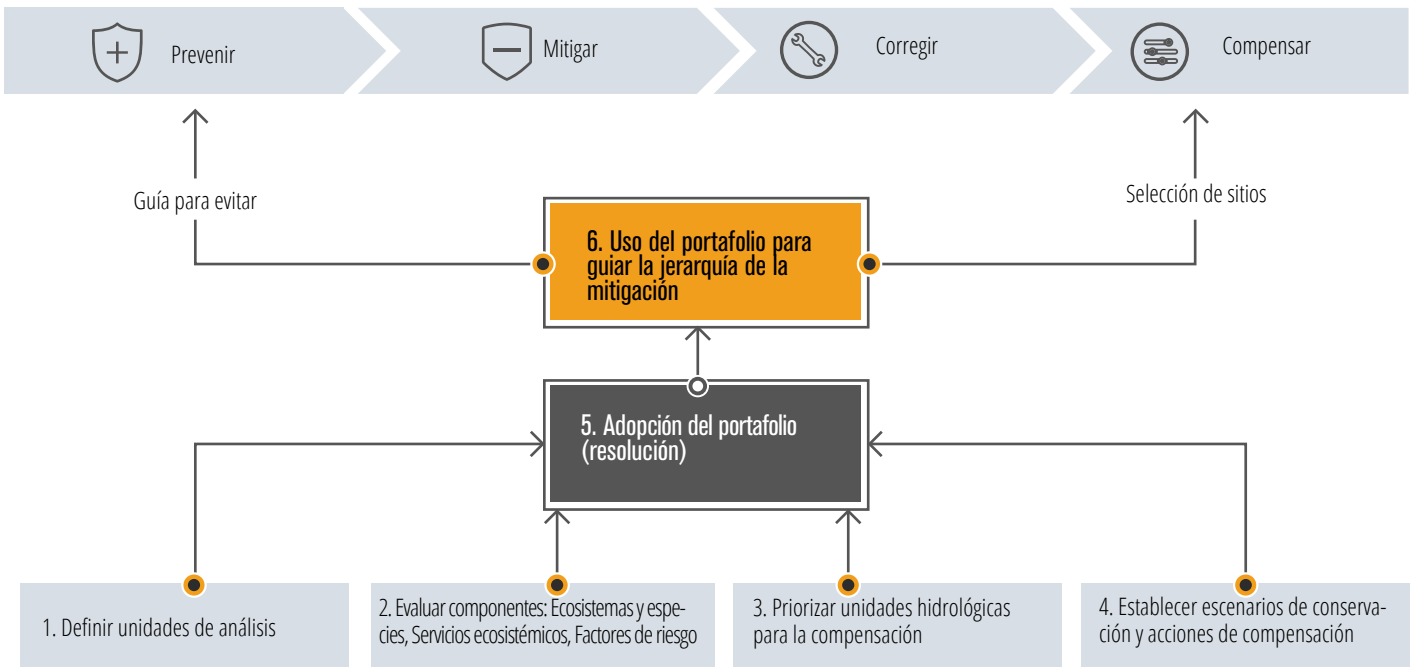 Prevenir
Mitigar
Corregir
Compensar
Guía para evitar
Selección de sitios
6. Uso del portafolio para
guiar la jerarquía de la
mitigación
5. Adopción del portafolio
(resolución)
1. Definir unidades de análisis
2. Evaluar componentes: Ecosistemas y espe-
cies, Servicios ecosistémicos, Factores de riesgo
3. Priorizar unidades hidrológicas
para la compensación
4. Establecer escenarios de conserva-
ción y acciones de compensación